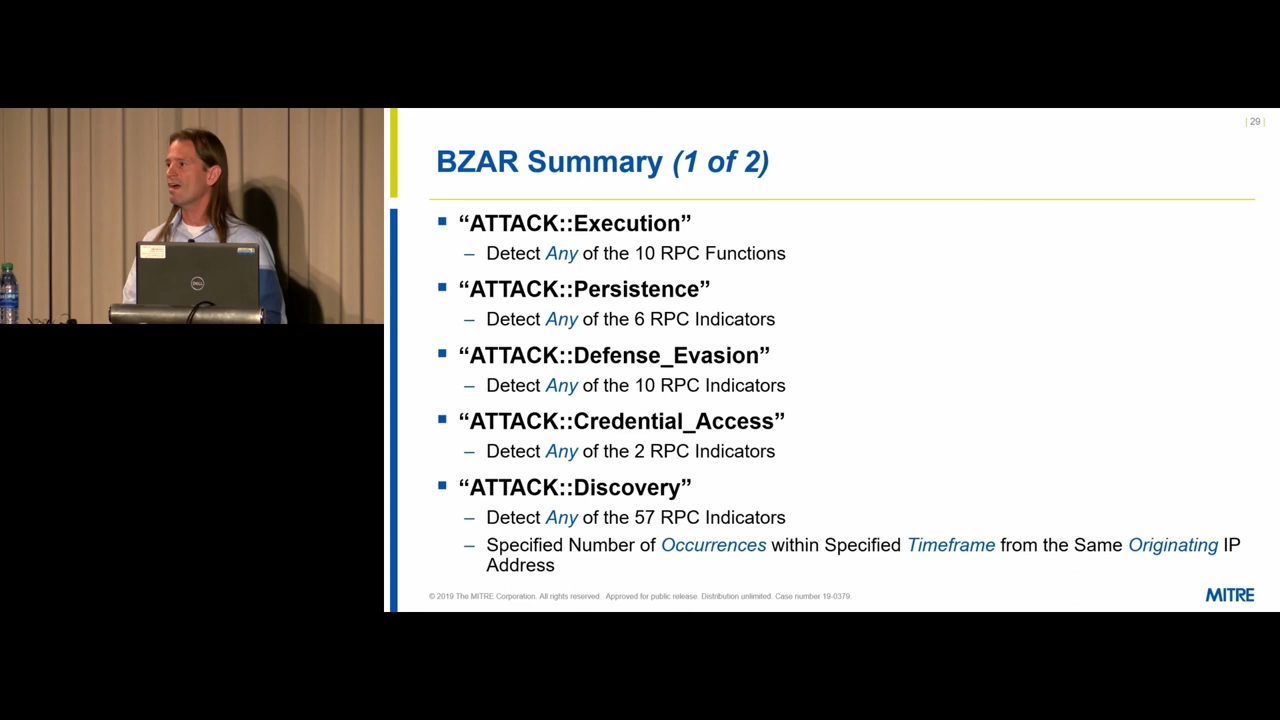 | 29 |
BZAR Summary (1 of 2)
▪ “ATTACK::Execution”
– Detect Any of the 10 RPC Functions
▪ “ATTACK::Persistence”
– Detect Any of the 6 RPC Indicators
▪ “ATTACK::Defense_Evasion”
– Detect Any of the 10 RPC Indicators
▪ “ATTACK::Credential_Access”
– Detect Any of the 2 RPC Indicators
▪ “ATTACK::Discovery”
– Detect Any of the 57 RPC Indicators
– Specified Number of Occurrences within Specified Timeframe from the Same Originating IP
Address
© 2019 The MITRE Corporation. All rights reserved. Approved for public release. Distribution unlimited. Case number 19-0379.
MITRE
DELL